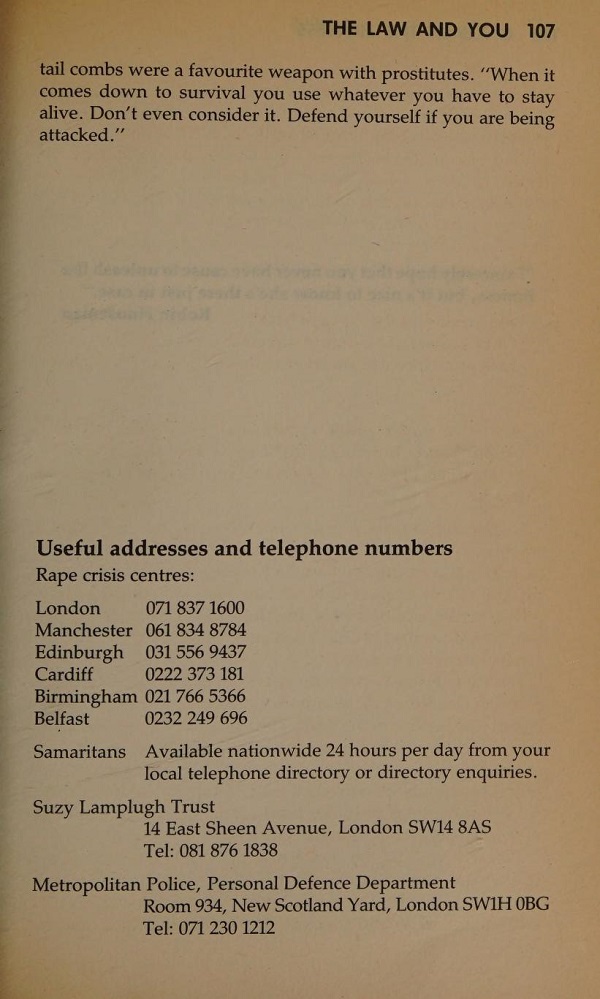 THE LAW AND YOU 107
tail combs were a favourite weapon with prostitutes. "When it
comes down to survival you use whatever you have to stay
alive. Don't even consider it. Defend yourself if you are being
attacked."
Useful addresses and telephone numbers
Rape crisis centres:
London 071 837 1600
Manchester 061 834 8784
Edinburgh 031 556 9437
Cardiff 0222 373 181
Birmingham 021 766 5366
Belfast 0232 249 696
Samaritans Available nationwide 24 hours per day from your
local telephone directory or directory enquiries.
Suzy Lamplugh Trust
14 East Sheen Avenue, London SW14 8AS
Tel: 081 876 1838
Metropolitan Police, Personal Defence Department
Room 934, New Scotland Yard, London SW1H 0BG
Tel: 071 230 1212